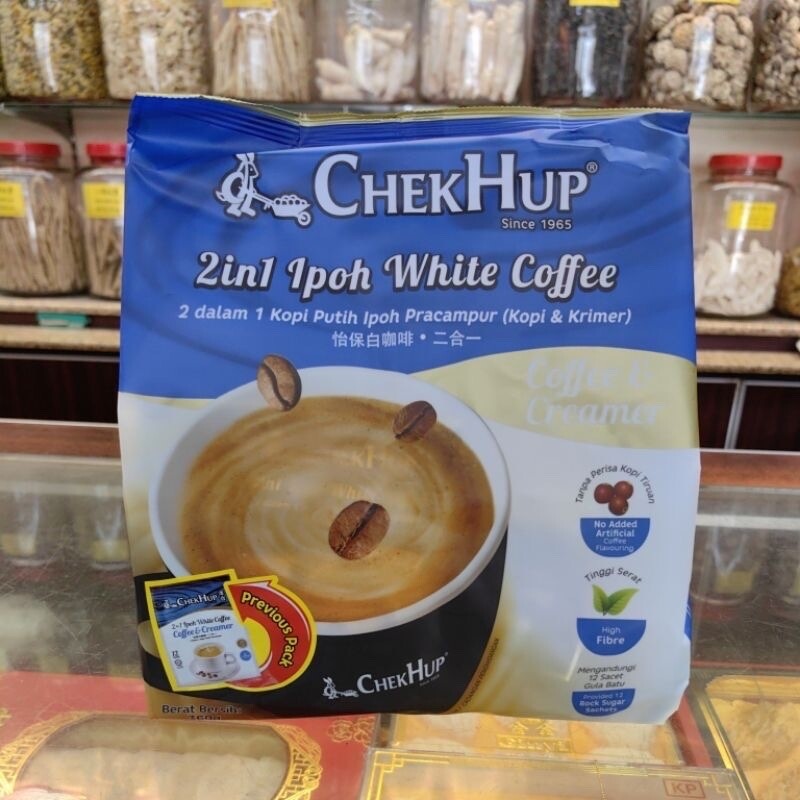 CHEKHUP®
Since 1965
2in1 Ipoh White Coffee
2 dalam 1 Kopi Putih Ipoh Pracampur (Kopi & Krimer)
怡保白咖啡 • 二合一
Coffee &
Creamer
Tanpa Perisa Kopi Tiruan
No Added
Artificial
Coffee
Flavouring
Tinggi Serat
High
Fibre
Mengandungi
12 Sacet
Gula Batu
Provided 12
Rock Sugar
Sachets
CHEKHUP
2in1 Ipoh White Coffee
Coffee & Creamer
12
Previous Pack
CHEKHUP
Berat Bersih:
KP